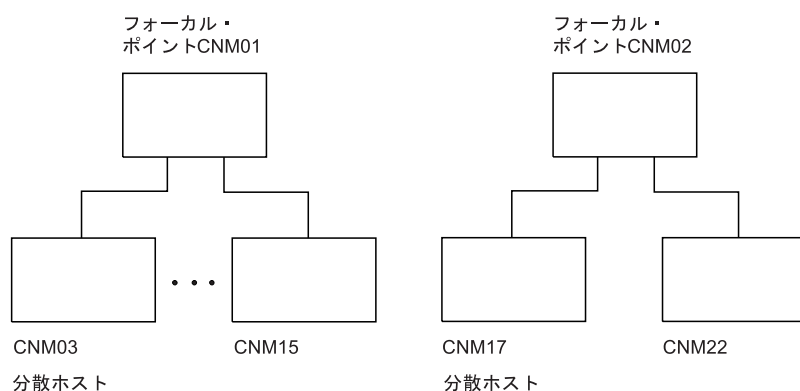 フォーカル・
ポイントCNM01
フォーカル・
ポイントCNM02
CNM03
CNM15
CNM17
CNM22
分散ホスト
分散ホスト